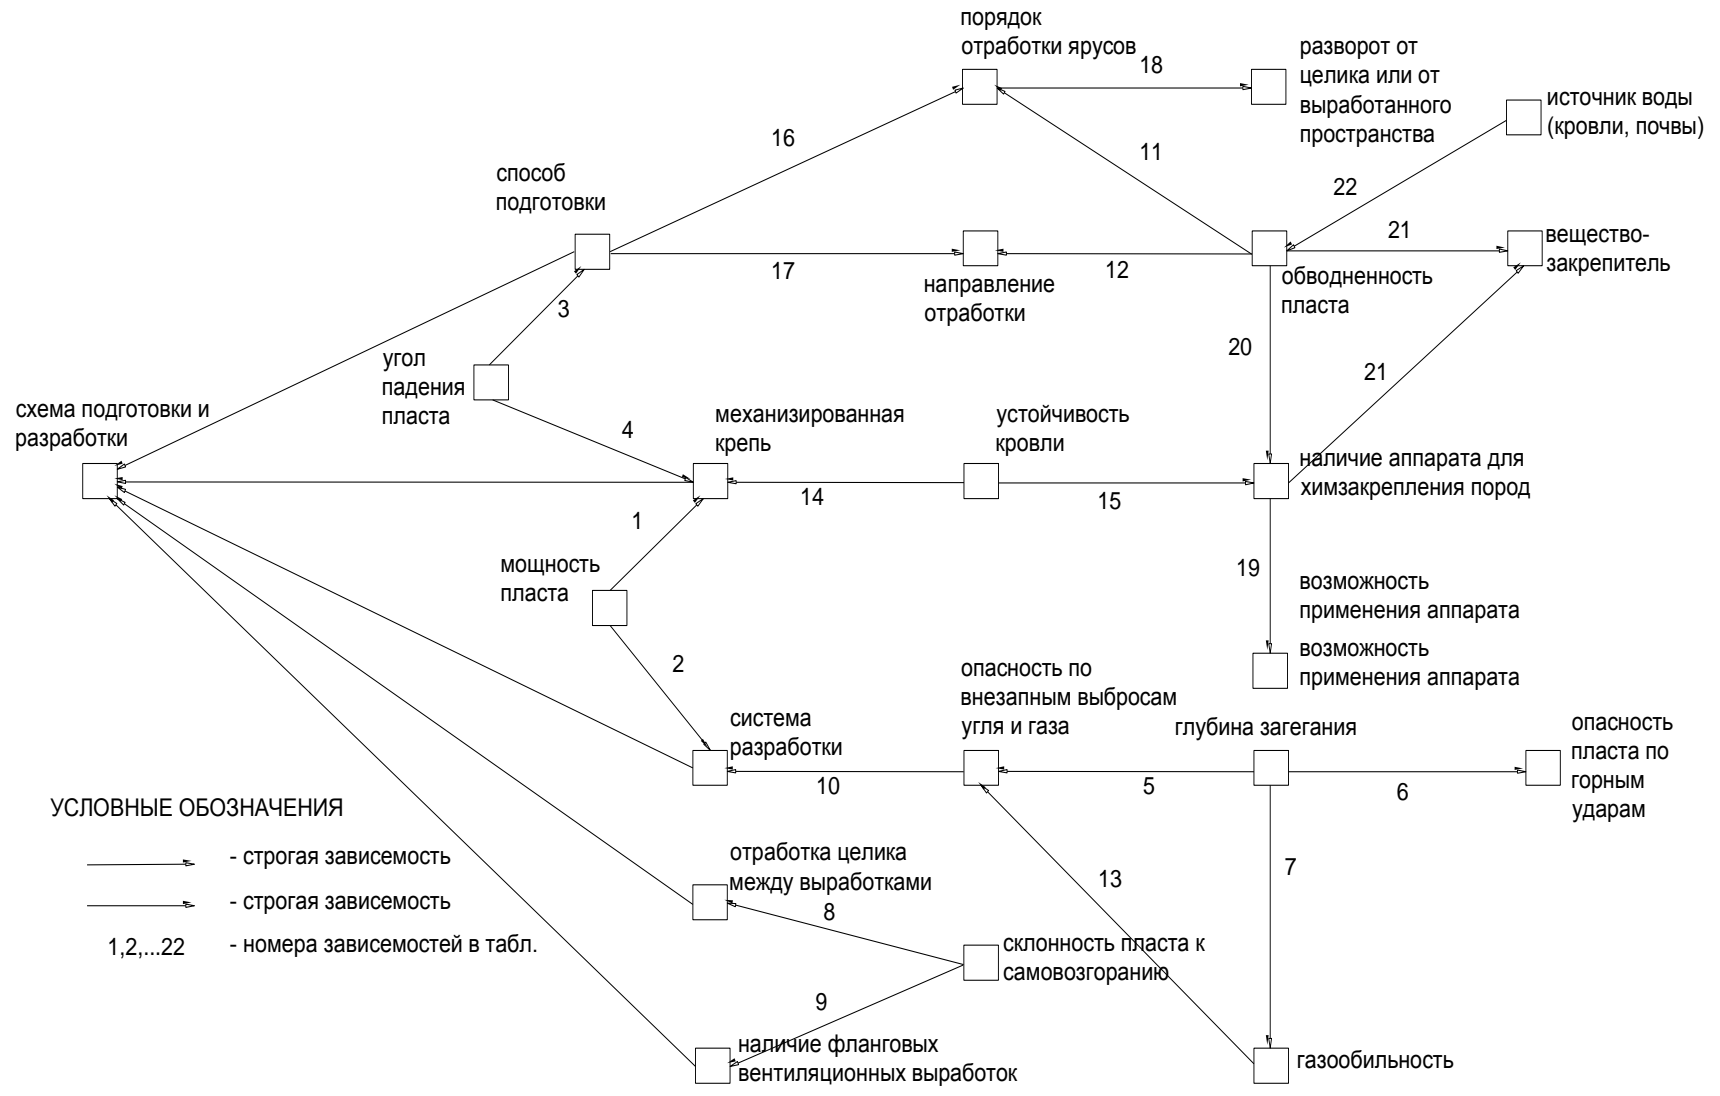 порядок
отработки ярусов
18
разворот от
целика или от
выработанного
пространства
источник воды
(кровли, почвы)
16
11
способ
подготовки
22
21
вещество-
закрепитель
17
12
обводненность
пласта
направление
отработки
3
20
угол
падения
пласта
21
схема подготовки и
разработки
4
механизированная
крепь
устойчивость
кровли
наличие аппарата для
химзакрепления пород
14
15
1
мощность
пласта
19
возможность
применения аппарата
возможность
применения аппарата
2
опасность по
внезапным выбросам
угля и газа
система
разработки
глубина загегания
опасность
пласта по
горным
ударам
10
5
6
УСЛОВНЫЕ ОБОЗНАЧЕНИЯ
- строгая зависемость
- строгая зависемость
1,2,...22
- номера зависемостей в табл.
отработка целика
между выработками
13
7
8
склонность пласта к
самовозгоранию
9
наличие фланговых
вентиляционных выработок
газообильность